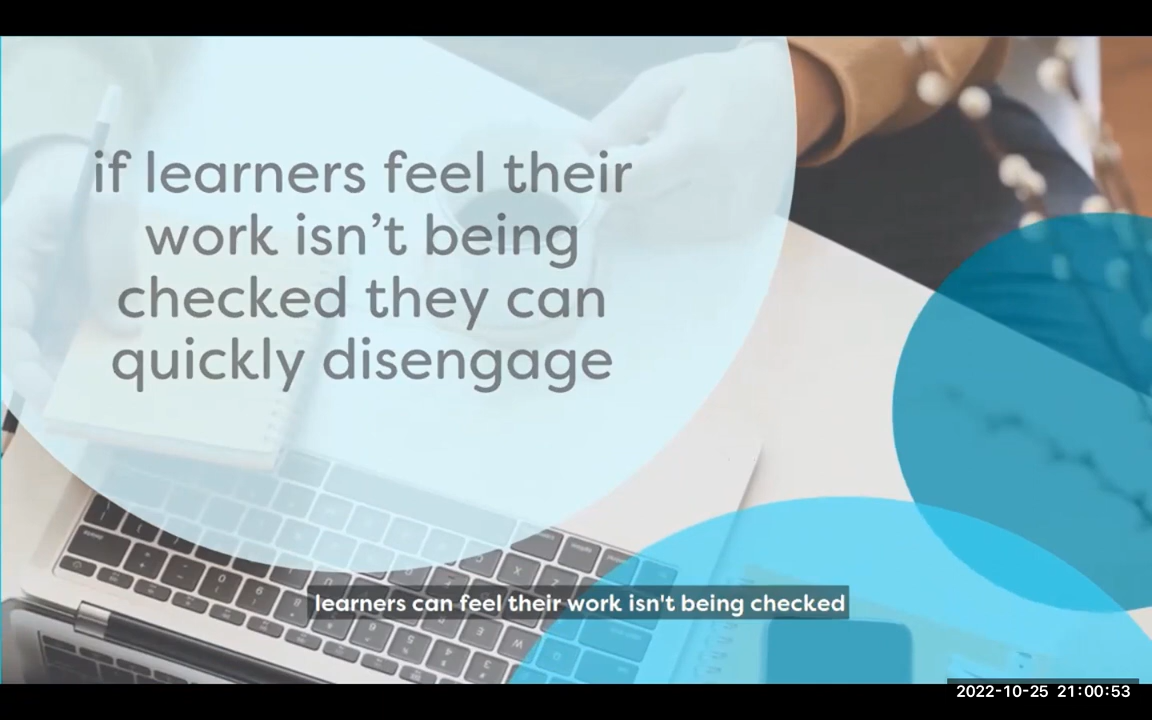 if learners feel their
work isn’t being
checked they can
quickly disengage
learners can feel their work isn't being checked
2022-10-25 21:00:53